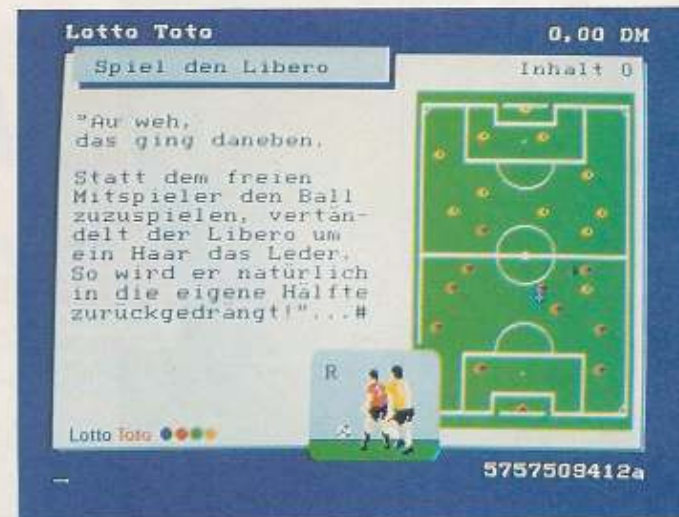 Lotto Toto
0,00 DM
Spiel den Libero
Inhalt 0
"Au weh,
das ging daneben.
Statt dem freien
Mitspieler den Ball
zuzuspielen, vertän-
delt der Libero um
ein Haar das Leder.
So wird er natürlich
in die eigene Hälfte
zurückgedrängt!"...#
R
Lotto Toto
5757509412a